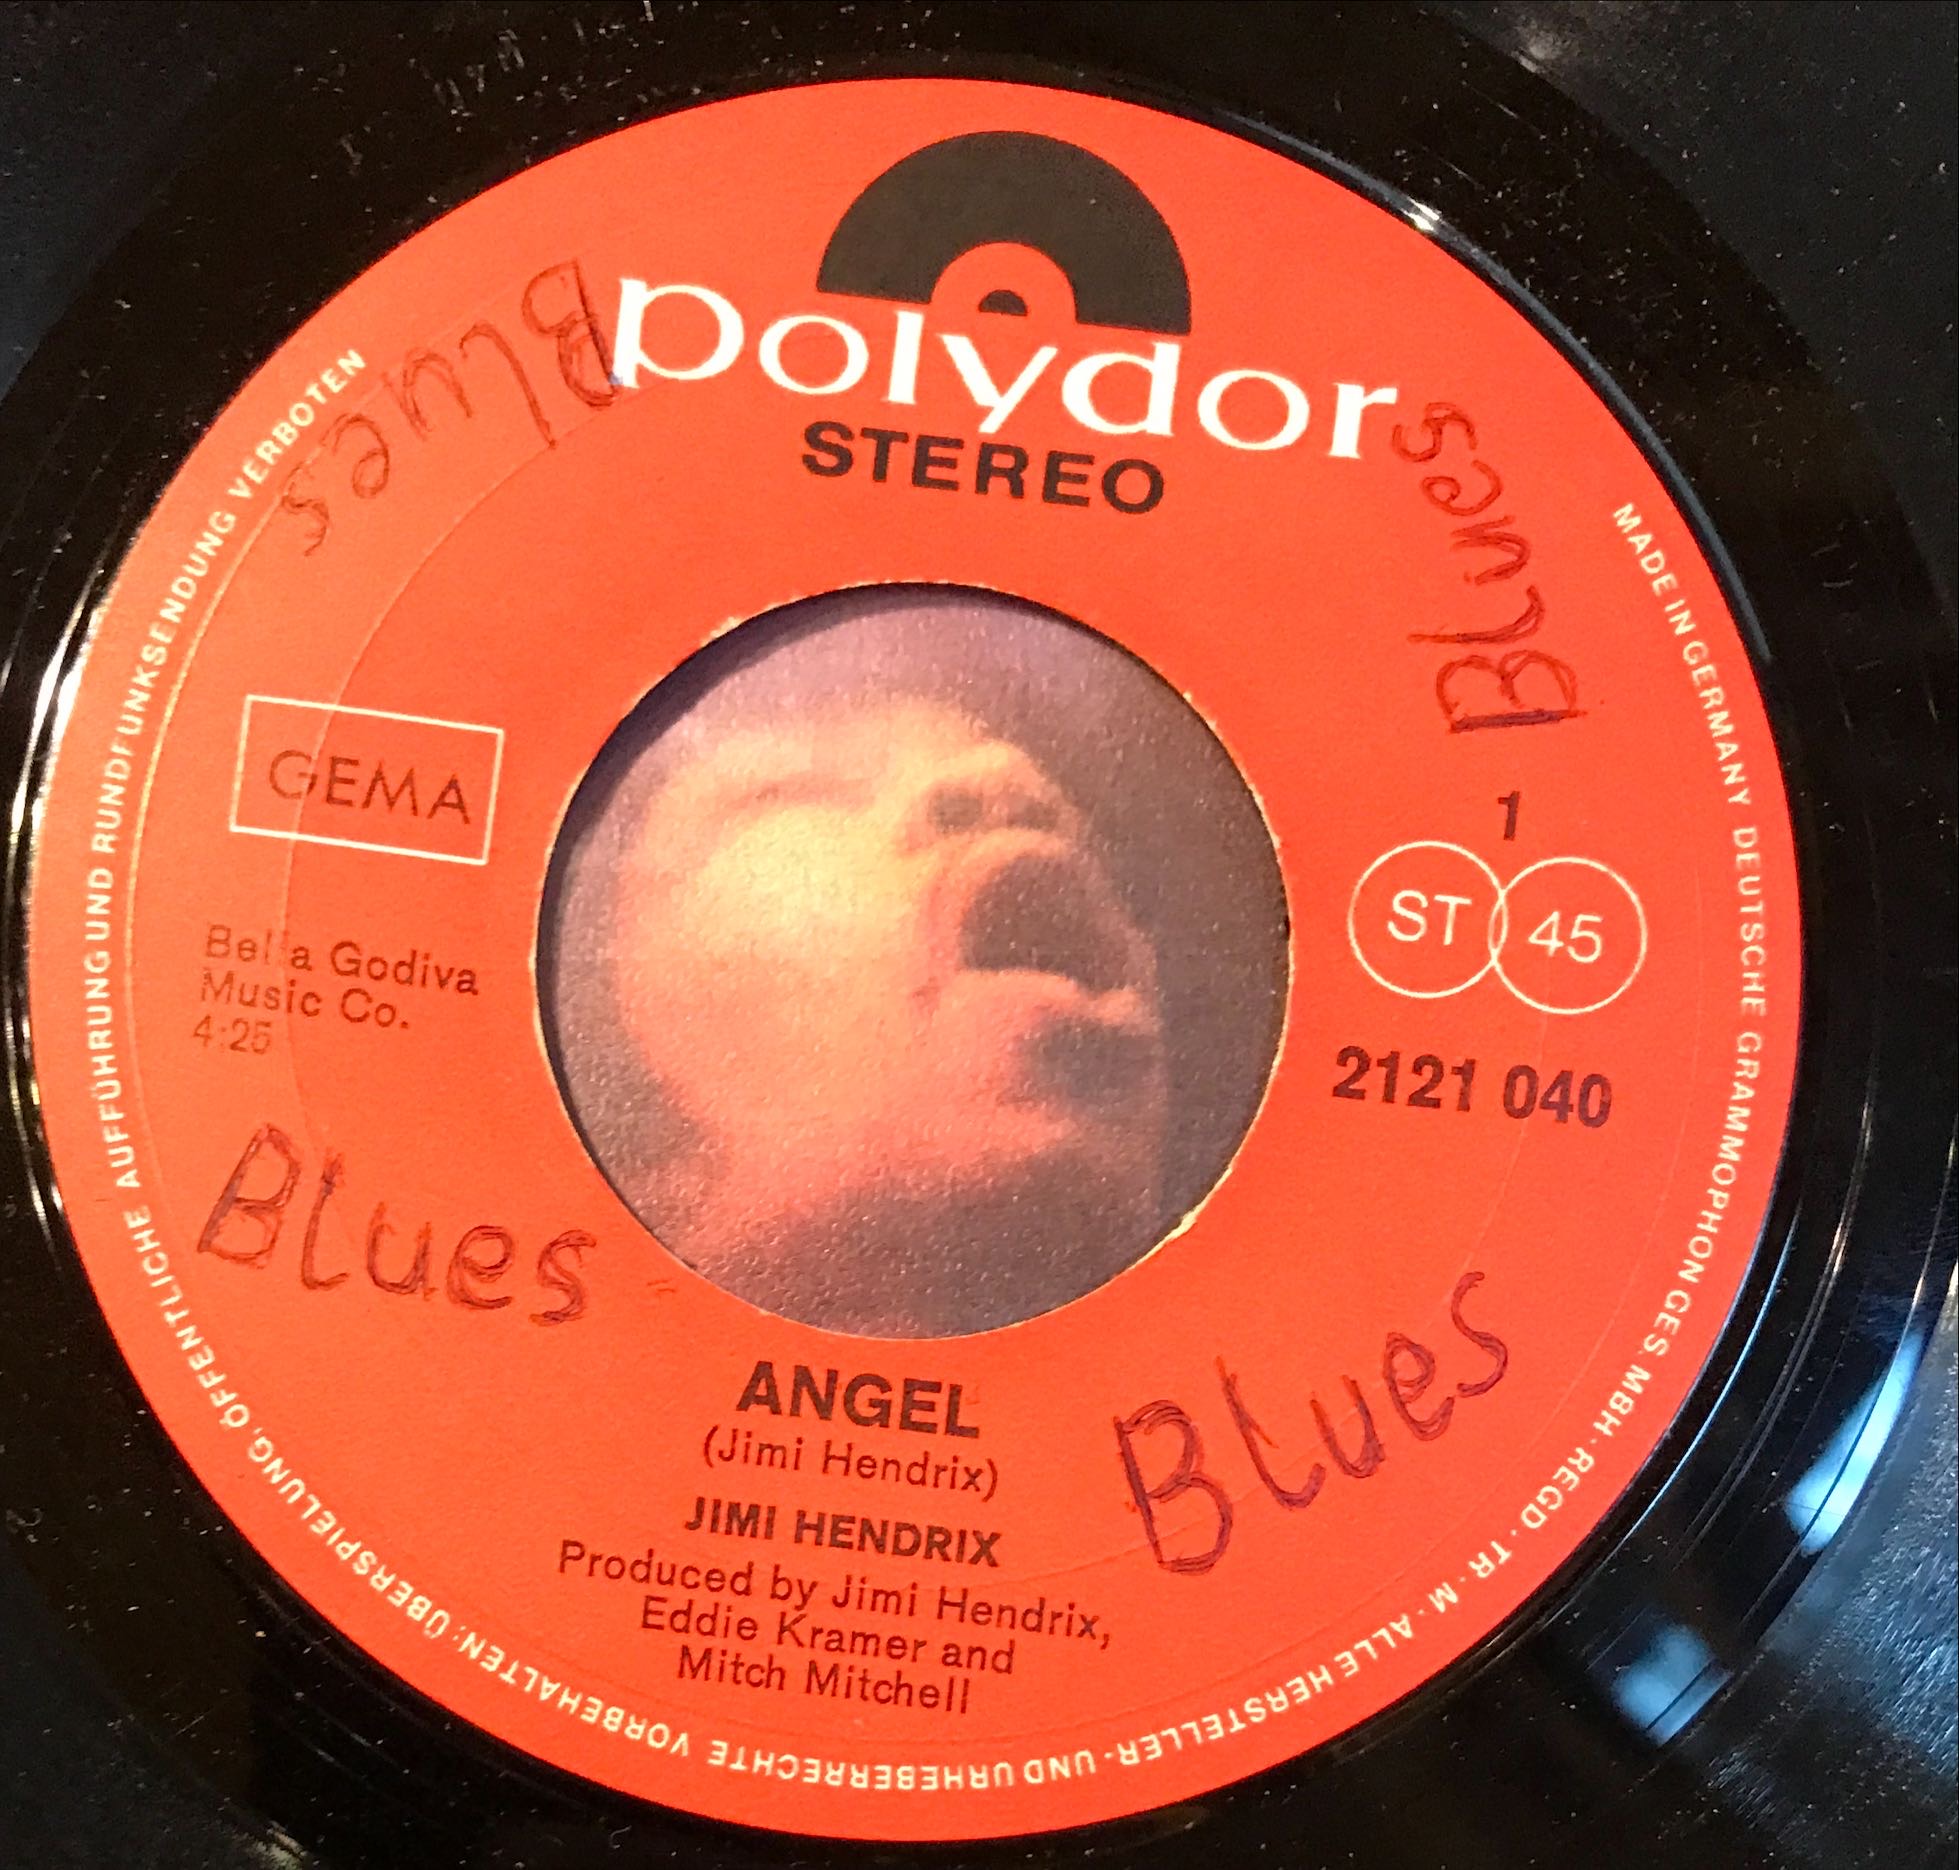 polydor
STEREO
Blues
Blues
GEMA
1
ST 45
Bella Godiva
Music Co.
4:25
2121 040
Blues
Blues
ANGEL
(Jimi Hendrix)
JIMI HENDRIX
Produced by Jimi Hendrix,
Eddie Kramer and
Mitch Mitchell
MADE IN GERMANY DEUTSCHE GRAMMOPHON GES. MBH · REGD. TR. M · ALLE HERSTELLER- UND URHEBERRECHTE VORBEHALTEN; ÜBERSPIELUNG, ÖFFENTLICHE AUFFÜHRUNG UND RUNDFUNKSENDUNG VERBOTEN